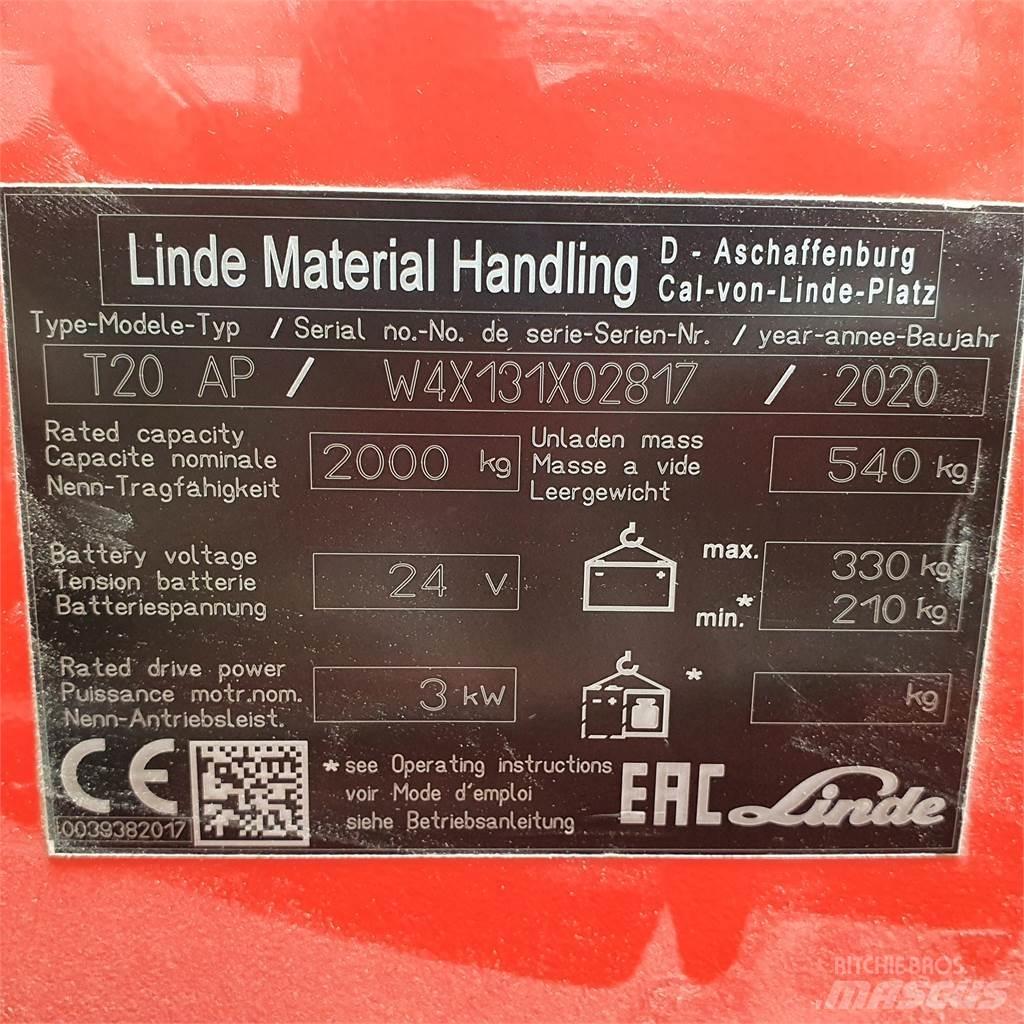 Linde Material Handling
D - Aschaffenburg
Cal-von-Linde-Platz
Type-Modele-Typ / Serial no.-No. de serie-Serien-Nr. / year-annee-Baujahr
T20 AP / W4X131X02817 / 2020
Rated capacity
Capacite nominale
Nenn-Tragfähigkeit
2000 kg
Unladen mass
Masse a vide
Leergewicht
540 kg
Battery voltage
Tension batterie
Batteriespannung
24 V
max. 330 kg
min.* 210 kg
Rated drive power
Puissance motr.nom.
Nenn-Antriebsleist.
3 kW
* kg
CE
0039382017
*see Operating instructions
voir Mode d'emploi
siehe Betriebsanleitung
EAC Linde
RITCHIE BROS.
MASCUS